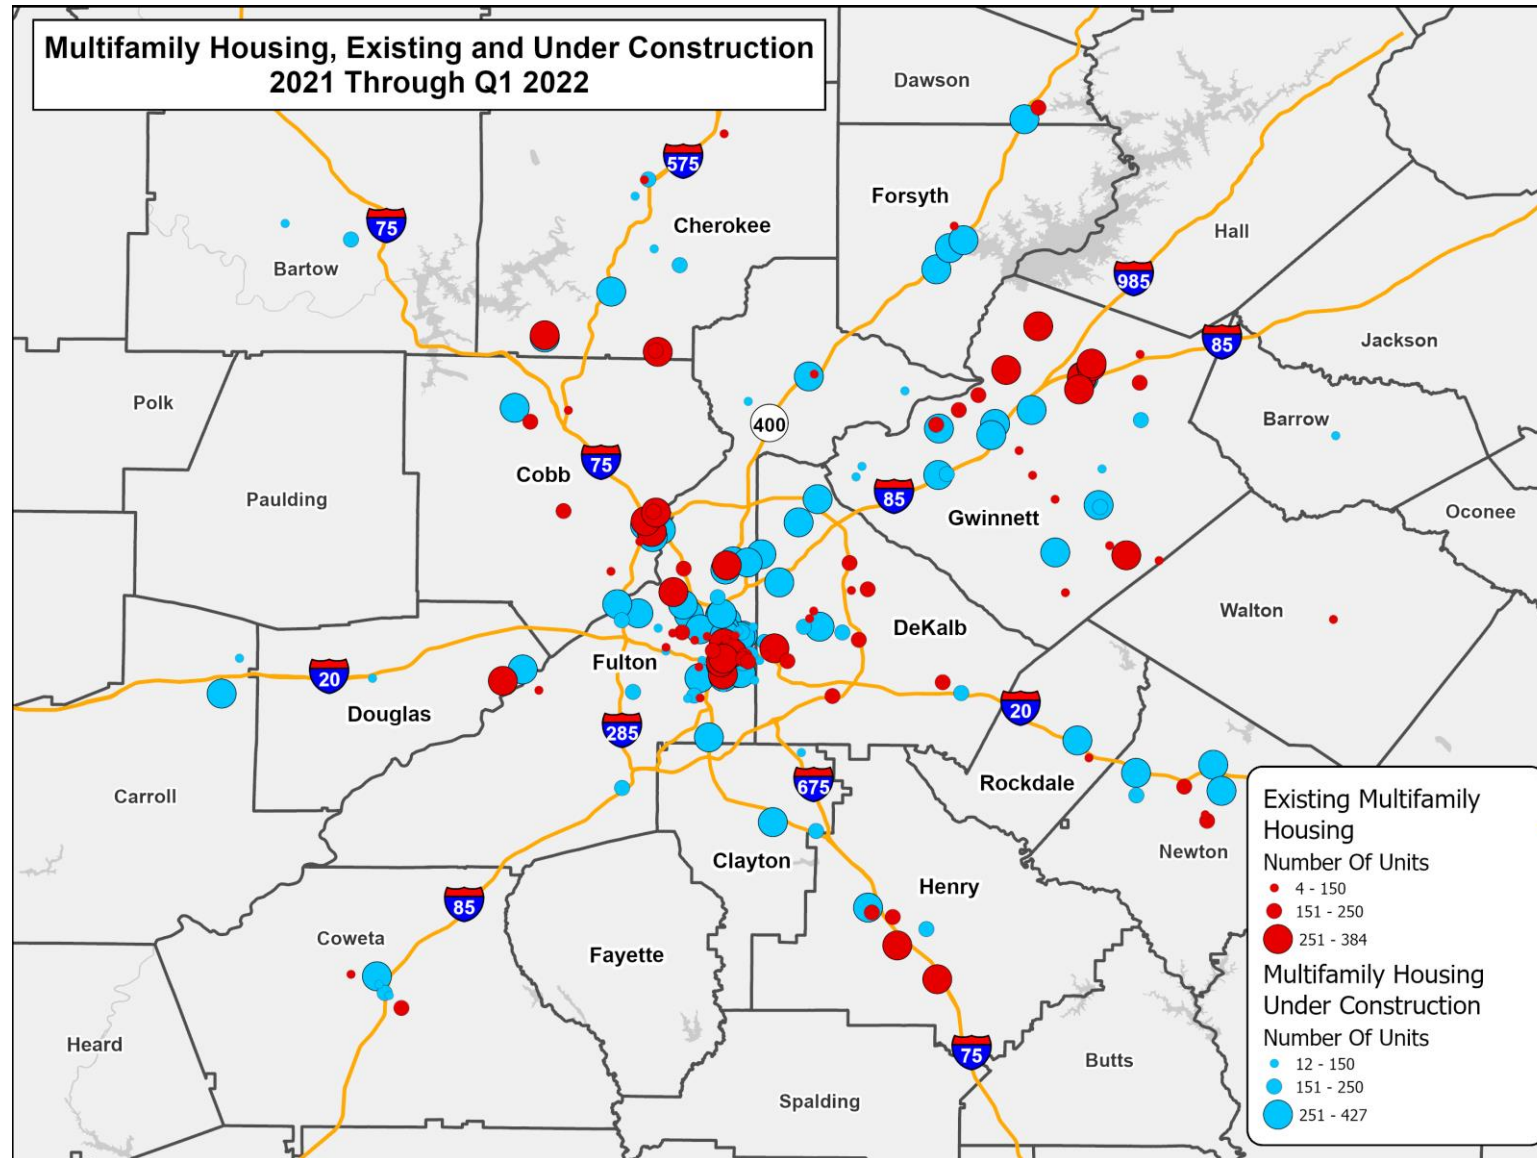 Multifamily Housing, Existing and Under Construction
2021 Through Q1 2022
Dawson
575
Forsyth
75
Cherokee
Hall
Bartow
985
85
Jackson
Polk
400
Barrow
75
Cobb
Paulding
85
Gwinnett
Oconee
Walton
DeKalb
Fulton
20
Douglas
20
285
675
Rockdale
Carroll
Clayton
Newton
Henry
85
Coweta
Fayette
Heard
75
Butts
Spalding
Existing Multifamily
Housing
Number Of Units
4 - 150
151 - 250
251 - 384
Multifamily Housing
Under Construction
Number Of Units
12 - 150
151 - 250
251 - 427